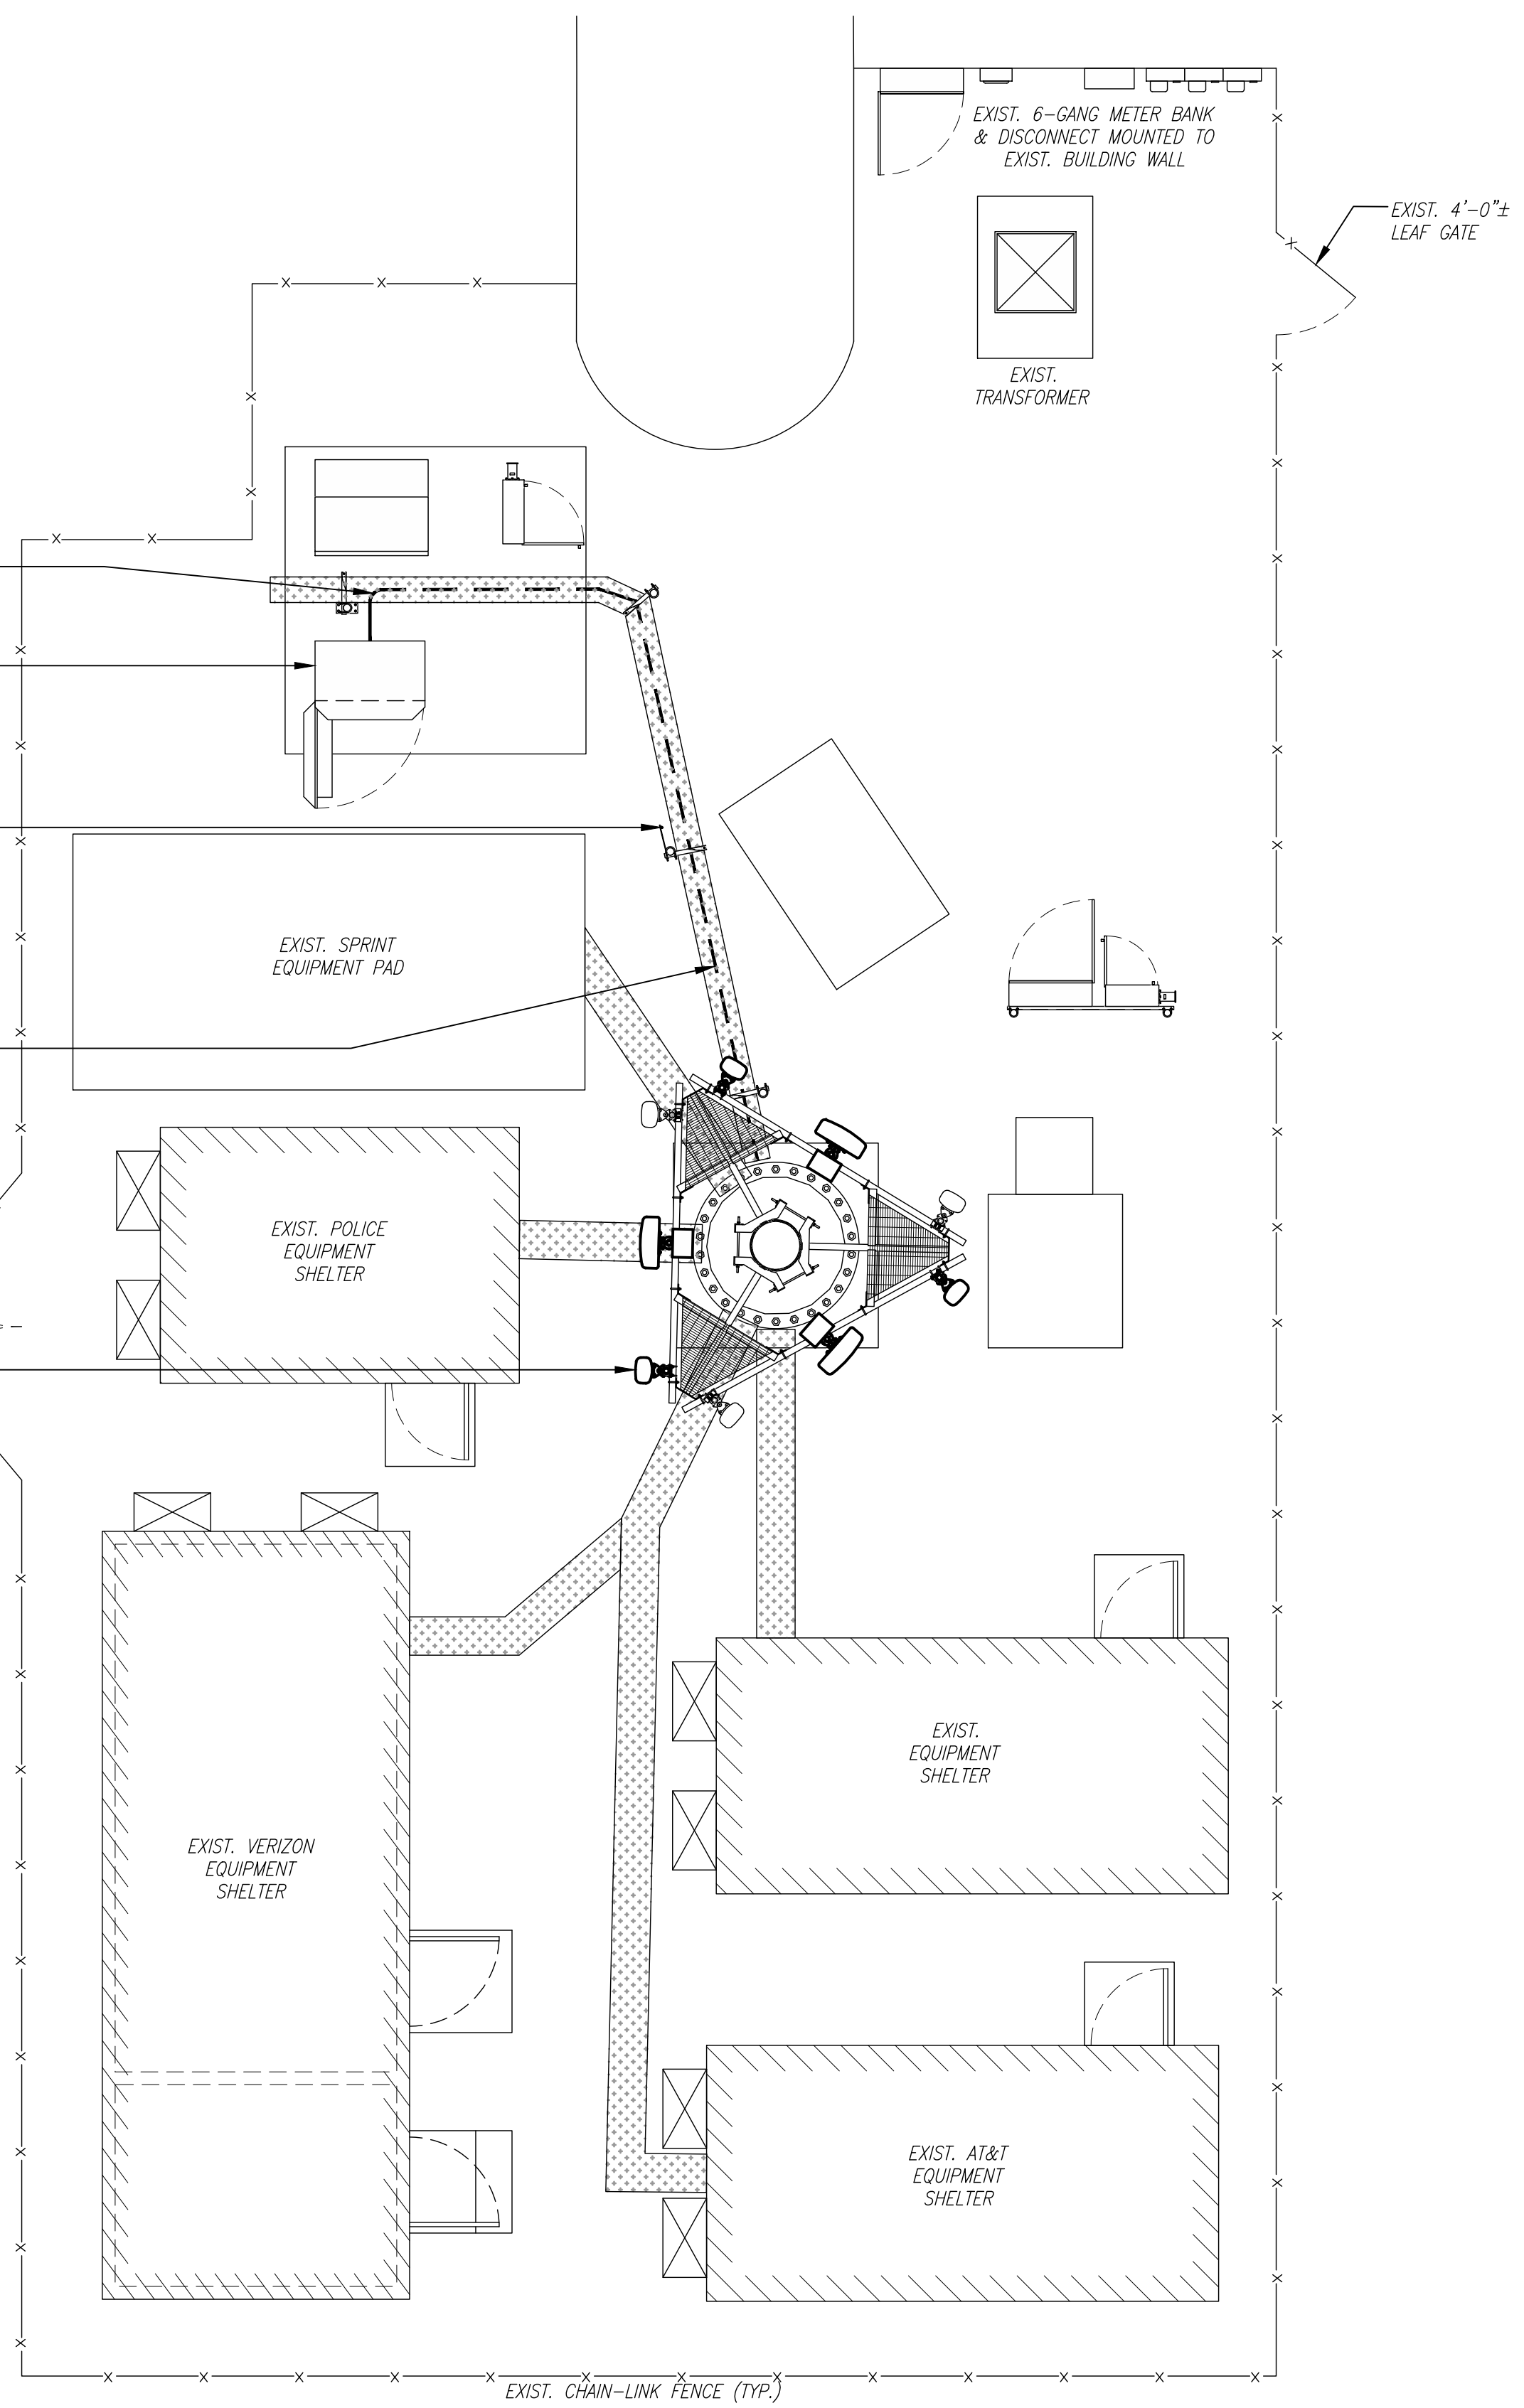 EXIST. 6-GANG METER BANK
& DISCONNECT MOUNTED TO
EXIST. BUILDING WALL
EXIST. 4'-0"±
LEAF GATE
EXIST.
TRANSFORMER
EXIST. SPRINT
EQUIPMENT PAD
EXIST. POLICE
EQUIPMENT
SHELTER
EXIST.
EQUIPMENT
SHELTER
EXIST. VERIZON
EQUIPMENT
SHELTER
EXIST. AT&T
EQUIPMENT
SHELTER
EXIST. CHAIN-LINK FENCE (TYP.)